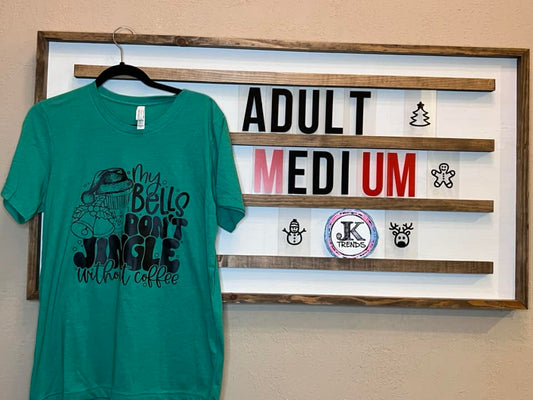 My
BELLS
DON'T
JINGLE
without coffee
ADULT
MEDIUM
JK
TRENDS